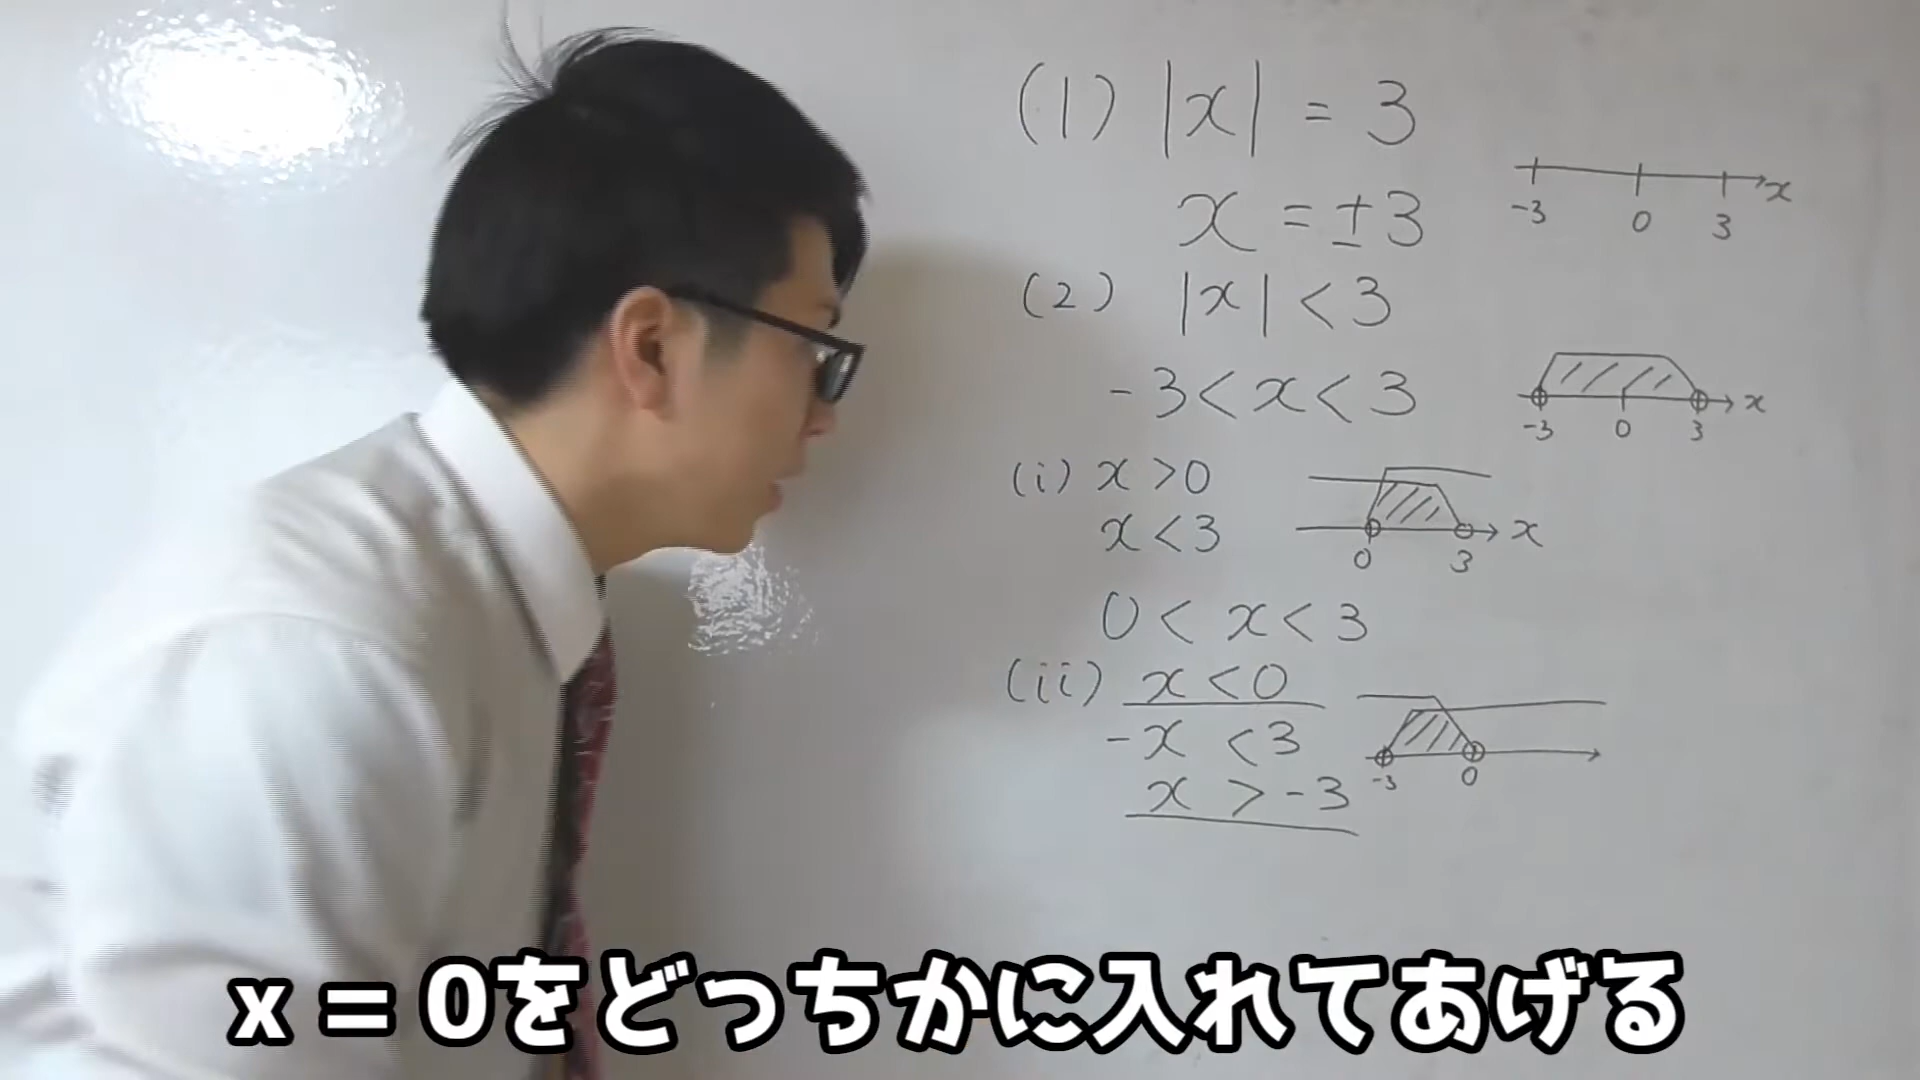 (1) |x| = 3
-3 0 3 x
x = ±3
(2) |x| < 3
-3 < x < 3
-3 0 3 x
(i) x > 0
x < 3
0 3 x
0 < x < 3
(ii) x < 0
-x < 3
x > -3
-3 0
x = 0をどっちかに入れてあげる